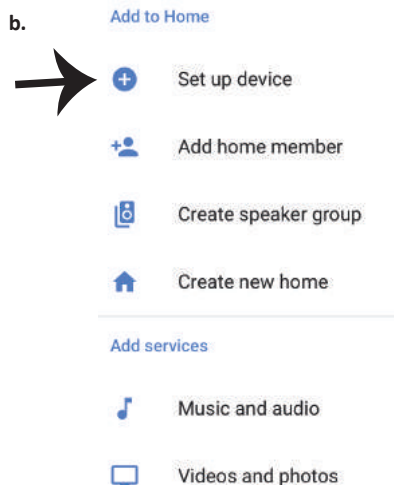 b.
Add to Home
Set up device
Add home member
Create speaker group
Create new home
Add services
Music and audio
Videos and photos